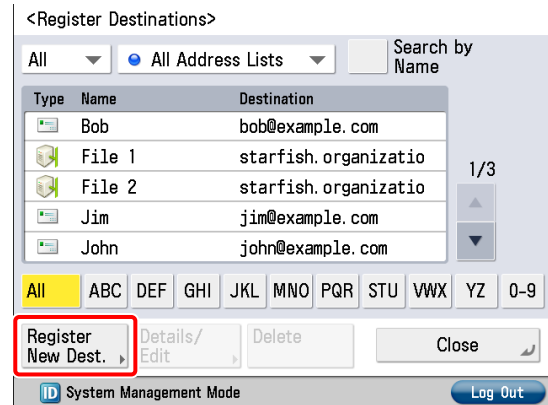 <Register Destinations>
All All Address Lists Search by Name
Type Name Destination
Bob bob@example.com
File 1 starfish.organizatio
File 2 starfish.organizatio
1/3
Jim jim@example.com
John john@example.com
All ABC DEF GHI JKL MNO PQR STU VWX YZ 0-9
Register New Dest. Details/Edit Delete Close
ID System Management Mode Log Out